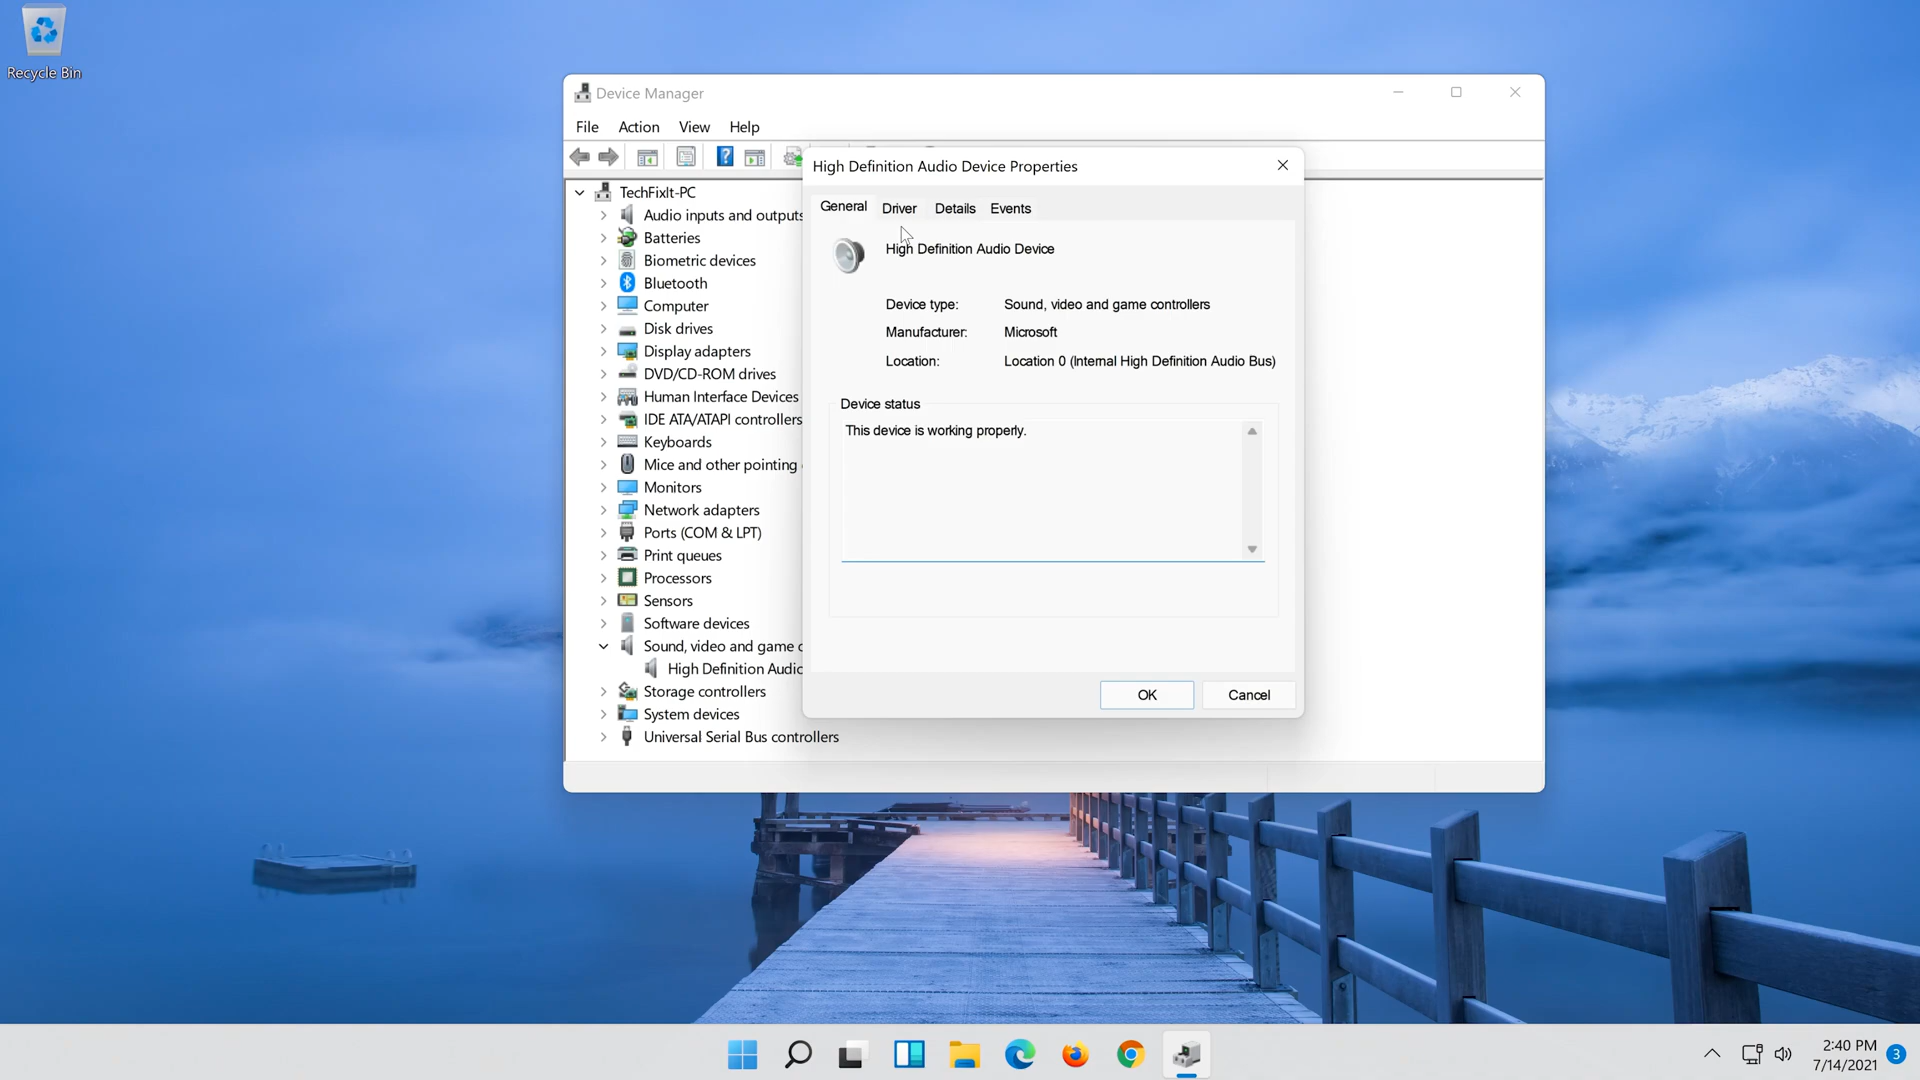 Recycle Bin
Device Manager
File Action View Help
TechFixIt-PC
Audio inputs and outputs
Batteries
Biometric devices
Bluetooth
Computer
Disk drives
Display adapters
DVD/CD-ROM drives
Human Interface Devices
IDE ATA/ATAPI controllers
Keyboards
Mice and other pointing
Monitors
Network adapters
Ports (COM & LPT)
Print queues
Processors
Sensors
Software devices
Sound, video and game c
High Definition Audio
Storage controllers
System devices
Universal Serial Bus controllers
High Definition Audio Device Properties
General Driver Details Events
High Definition Audio Device
Device type: Sound, video and game controllers
Manufacturer: Microsoft
Location: Location 0 (Internal High Definition Audio Bus)
Device status
This device is working properly.
OK Cancel
2:40 PM
7/14/2021
3